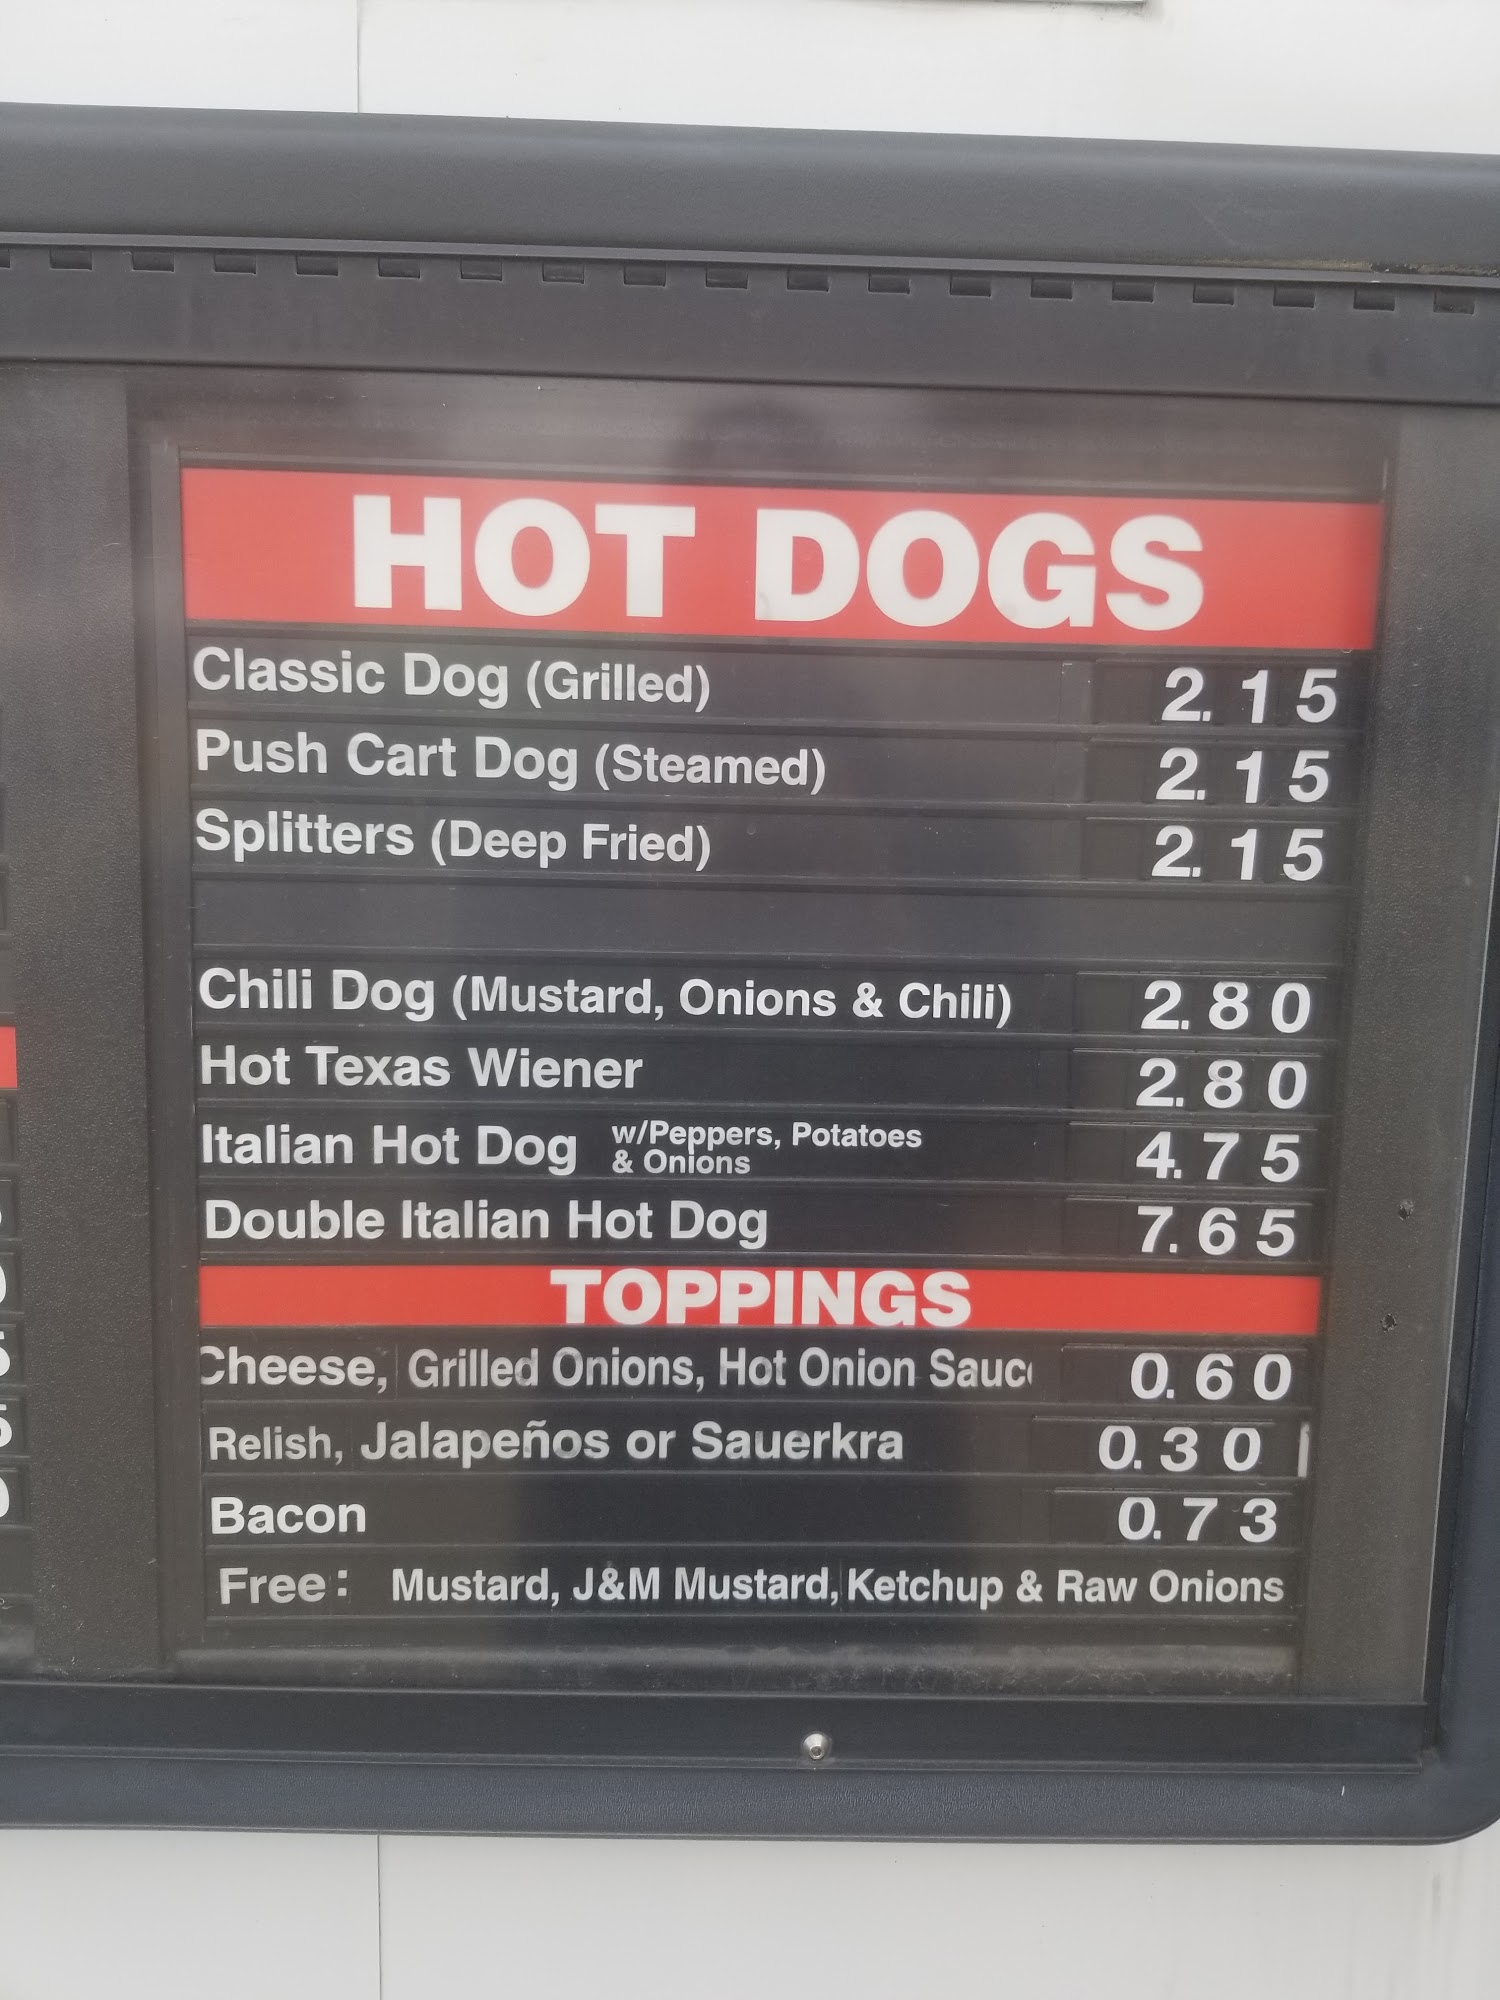 HOT DOGS
Classic Dog (Grilled) 2.15
Push Cart Dog (Steamed) 2.15
Splitters (Deep Fried) 2.15
Chili Dog (Mustard, Onions & Chili) 2.80
Hot Texas Wiener 2.80
Italian Hot Dog w/Peppers, Potatoes & Onions 4.75
Double Italian Hot Dog 7.65
TOPPINGS
Cheese, Grilled Onions, Hot Onion Sauc 0.60
Relish, Jalapeños or Sauerkra 0.30
Bacon 0.73
Free: Mustard, J&M Mustard, Ketchup & Raw Onions